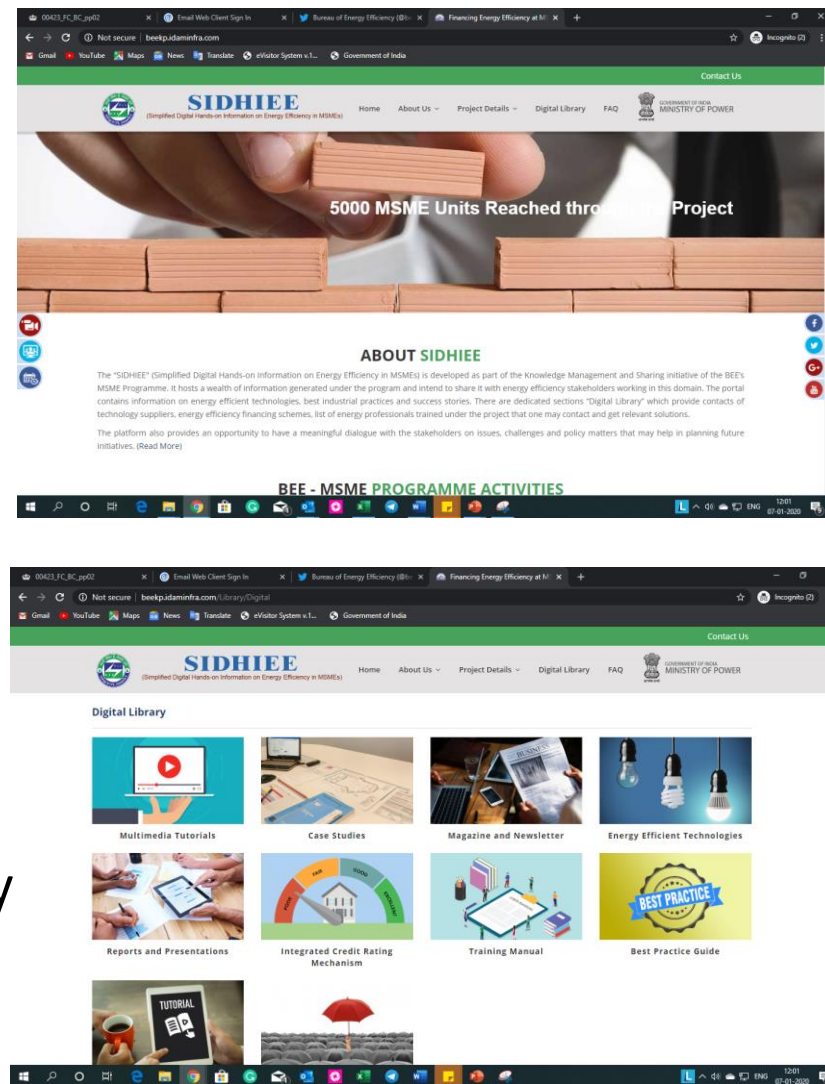 00423_FC_BC_pp02
Email Web Client Sign In
Bureau of Energy Efficiency (@b
Financing Energy Efficiency at M
Not secure | beekp.idaminfra.com
Incognito (2)
Gmail YouTube Maps News Translate eVisitor System v.1... Government of India
Contact Us
SIDHIEE
(Simplified Digital Hands-on Information on Energy Efficiency in MSMEs)
Home About Us Project Details Digital Library FAQ
GOVERNMENT OF INDIA
MINISTRY OF POWER
5000 MSME Units Reached through the Project
ABOUT SIDHIEE
The "SIDHIEE" (Simplified Digital Hands-on Information on Energy Efficiency in MSMEs) is developed as part of the Knowledge Management and Sharing initiative of the BEE's
MSME Programme. It hosts a wealth of information generated under the program and intend to share it with energy efficiency stakeholders working in this domain. The portal
contains information on energy efficient technologies, best industrial practices and success stories. There are dedicated sections "Digital Library" which provide contacts of
technology suppliers, energy efficiency financing schemes, list of energy professionals trained under the project that one may contact and get relevant solutions.
The platform also provides an opportunity to have a meaningful dialogue with the stakeholders on issues, challenges and policy matters that may help in planning future
initiatives. (Read More)
BEE - MSME PROGRAMME ACTIVITIES
ENG
12:01
07-01-2020
00423_FC_BC_pp02
Email Web Client Sign In
Bureau of Energy Efficiency (@b
Financing Energy Efficiency at M
Not secure | beekp.idaminfra.com/Library/Digital
Incognito (2)
Gmail YouTube Maps News Translate eVisitor System v.1... Government of India
Contact Us
SIDHIEE
(Simplified Digital Hands-on Information on Energy Efficiency in MSMEs)
Home About Us Project Details Digital Library FAQ
GOVERNMENT OF INDIA
MINISTRY OF POWER
Digital Library
BUSINESS
Multimedia Tutorials
Case Studies
Magazine and Newsletter
Energy Efficient Technologies
y
POOR FAIR GOOD EXCELLENT
BEST PRACTICE
Reports and Presentations
Integrated Credit Rating
Mechanism
Training Manual
Best Practice Guide
TUTORIAL
ENG
12:01
07-01-2020